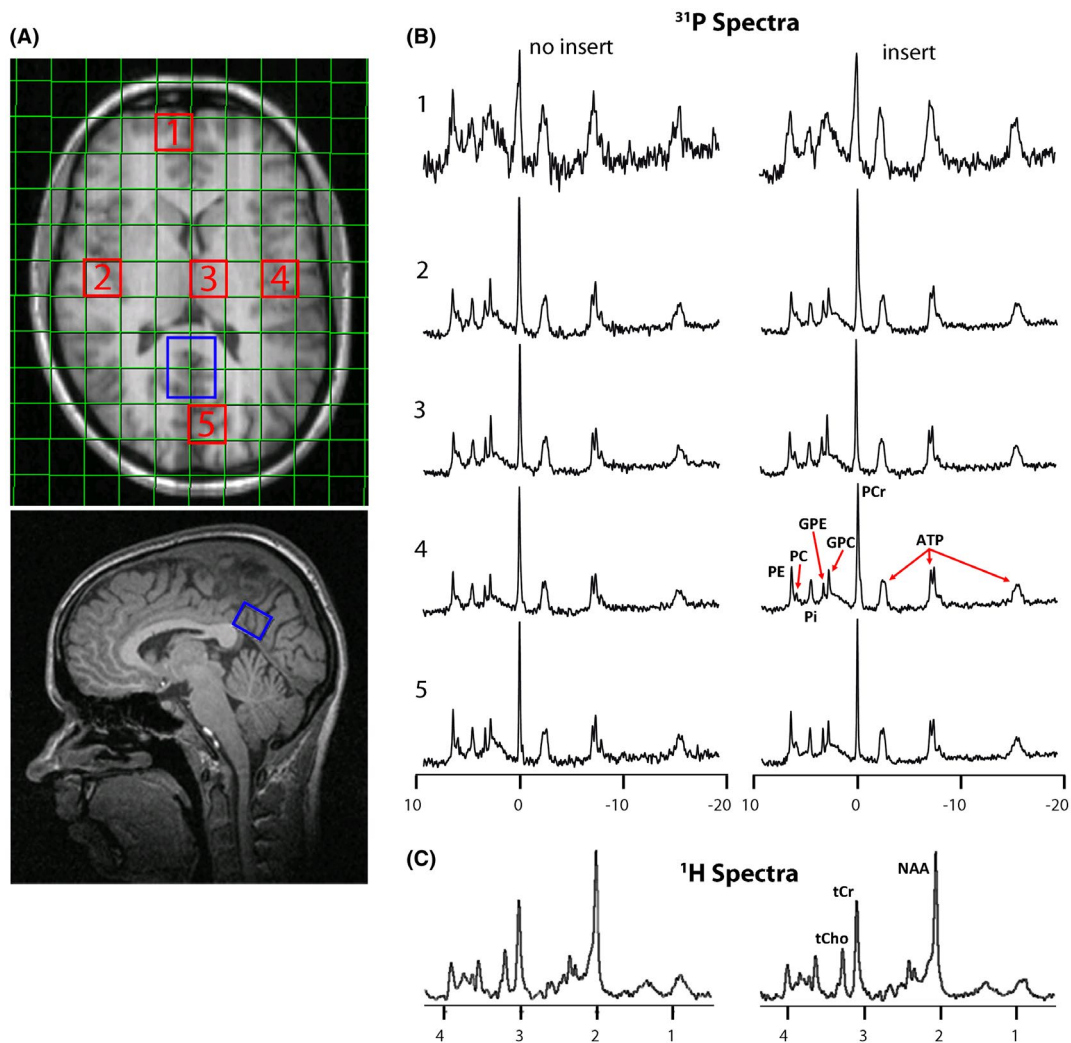 (A)
1
2
3
4
5
(B)
³¹P Spectra
no insert
insert
1
2
3
4
PCr
GPE
PC
GPC
PE
Pi
ATP
5
10
0
-10
-20
10
0
-10
-20
(C)
¹H Spectra
NAA
tCr
tCho
4
3
2
1
4
3
2
1